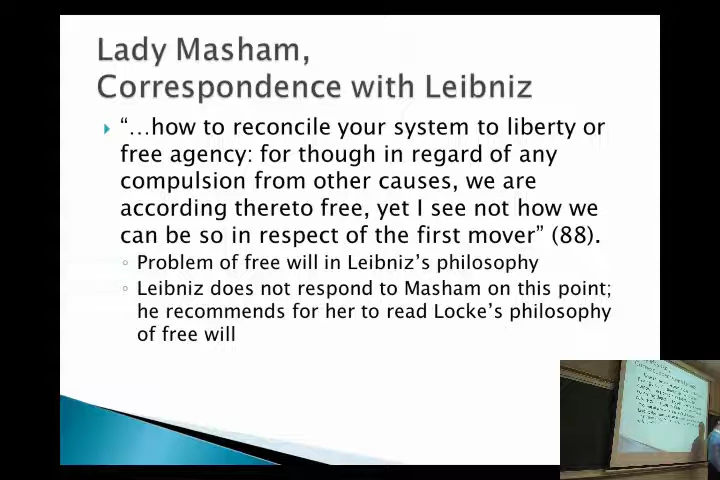 Lady Masham,
Correspondence with Leibniz
“…how to reconcile your system to liberty or
free agency: for though in regard of any
compulsion from other causes, we are
according thereto free, yet I see not how we
can be so in respect of the first mover” (88).
Problem of free will in Leibniz’s philosophy
Leibniz does not respond to Masham on this point;
he recommends for her to read Locke’s philosophy
of free will